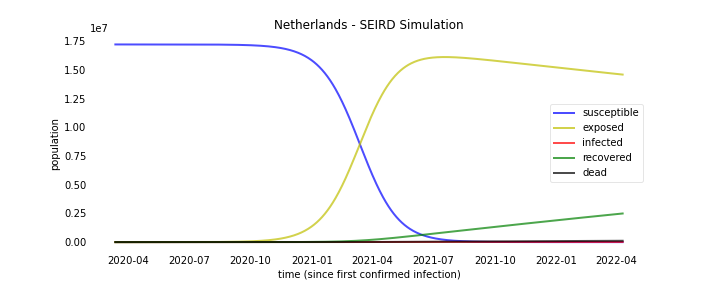 Netherlands - SEIRD Simulation
1e7
1.75
1.50
1.25
1.00
0.75
0.50
0.25
0.00
population
susceptible
exposed
infected
recovered
dead
2020-04 2020-07 2020-10 2021-01 2021-04 2021-07 2021-10 2022-01 2022-04
time (since first confirmed infection)